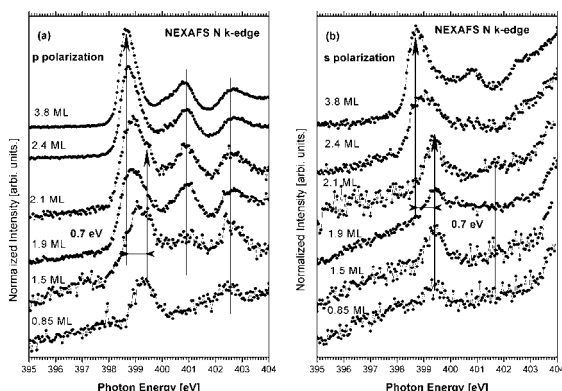 (a)
NEXAFS N k-edge
p polarization
3.8 ML
2.4 ML
2.1 ML
1.9 ML
0.7 eV
1.5 ML
0.85 ML
Normalized Intensity [arbi. units.]
395 396 397 398 399 400 401 402 403 404
Photon Energy [eV]
(b)
NEXAFS N k-edge
s polarization
3.8 ML
2.4 ML
2.1 ML
1.9 ML
0.7 eV
1.5 ML
0.85 ML
Normalized Intensity [arbi. units.]
395 396 397 398 399 400 401 402 403 404
Photon Energy [eV]